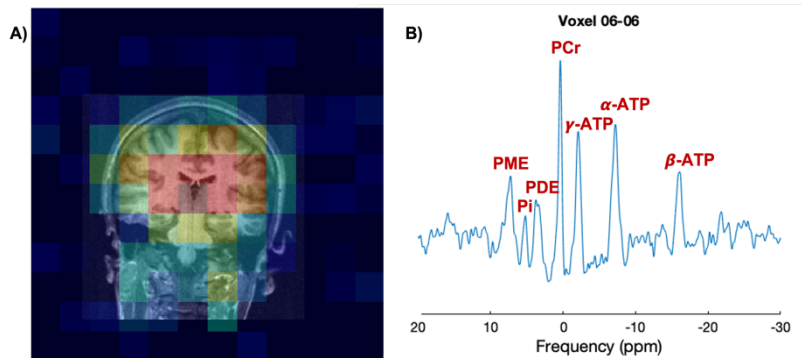 A)
B)
Voxel 06-06
PCr
α-ATP
γ-ATP
β-ATP
PME
PDE
Pi
20 10 0 -10 -20 -30
Frequency (ppm)